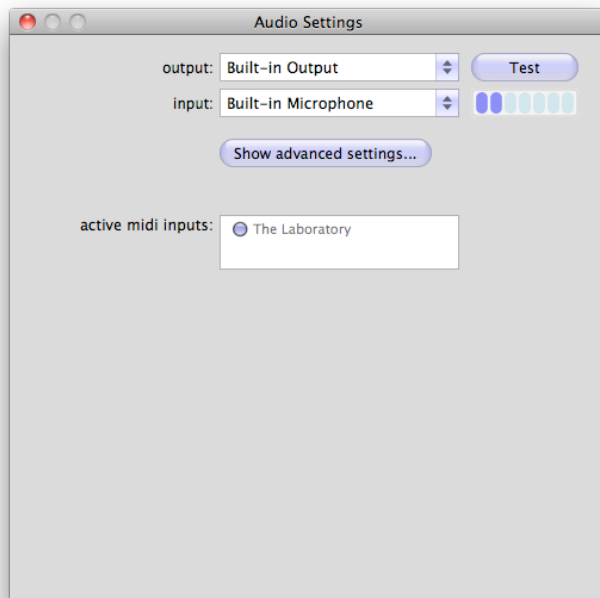 Audio Settings
output: Built-in Output Test
input: Built-in Microphone
Show advanced settings...
active midi inputs: The Laboratory